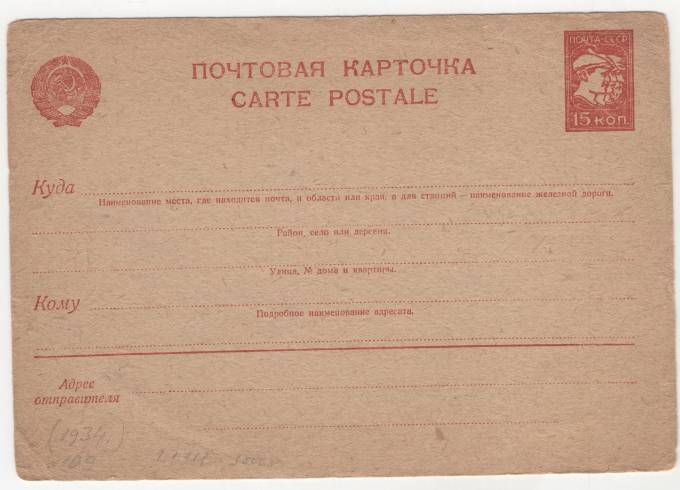 ПОЧТОВАЯ КАРТОЧКА
CARTE POSTALE
ПОЧТА-СССР
15 КОП.
Куда
Наименование места, где находится почта, и области или края, а для станций — наименование железной дороги.
Район, село или деревня.
Улица, № дома и квартиры.
Кому
Подробное наименование адресата.
Адрес
отправителя
(1934.)